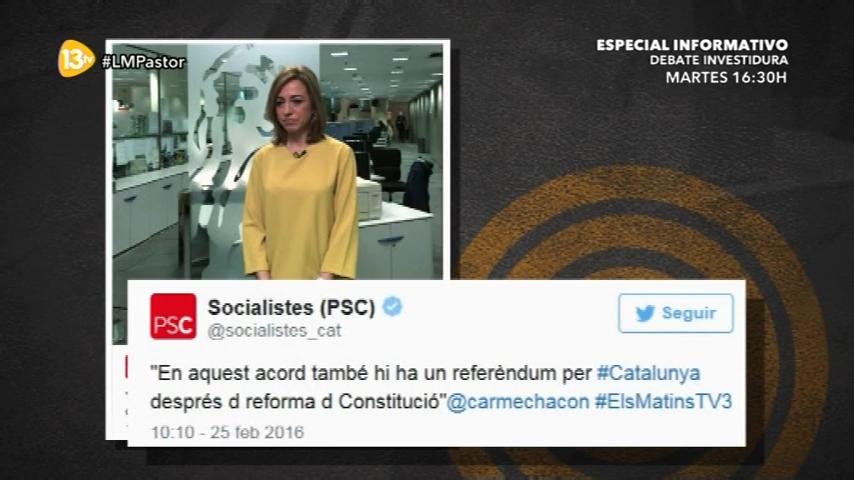 13tv
#LMPastor
ESPECIAL INFORMATIVO
DEBATE INVESTIDURA
MARTES 16:30H
PSC
Socialistes (PSC)
@socialistes_cat
Seguir
"En aquest acord també hi ha un referèndum per #Catalunya
després d reforma d Constitució"@carmechacon #ElsMatinsTV3
10:10 - 25 feb 2016